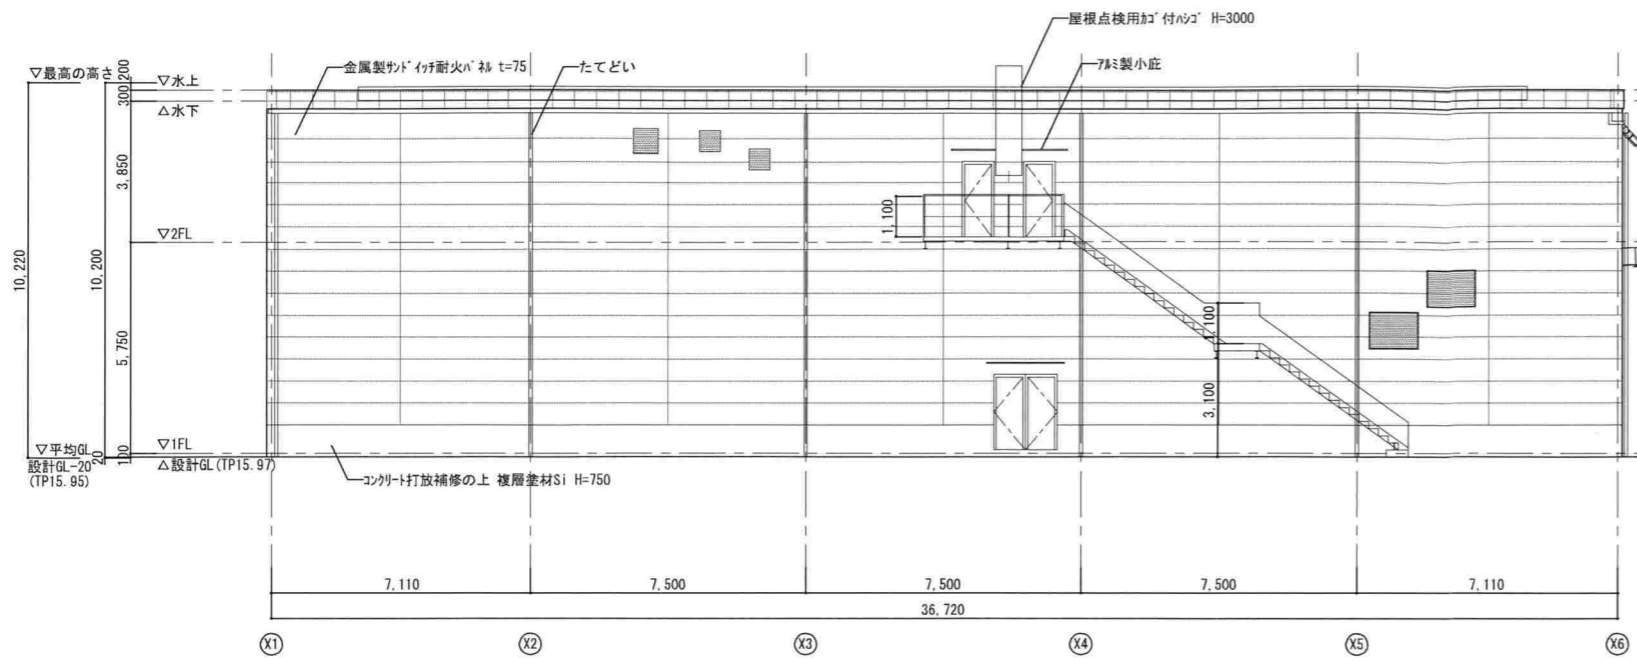 屋根点検用ｶｺﾞ付ﾊｼｺﾞ H=3000
▽最高の高さ
200
▽水上
金属製ｻﾝﾄﾞｲｯﾁ耐火ﾊﾟﾈﾙ t=75
たてどい
ｱﾙﾐ製小庇
300
△水下
3,850
1,100
▽2FL
10,220
10,200
5,750
1,100
3,100
▽平均GL
設計GL-20
(TP15.95)
20
100
▽1FL
△設計GL(TP15.97)
ｺﾝｸﾘｰﾄ打放補修の上 複層塗材Si H=750
7,110
7,500
7,500
7,500
7,110
36,720
X1
X2
X3
X4
X5
X6